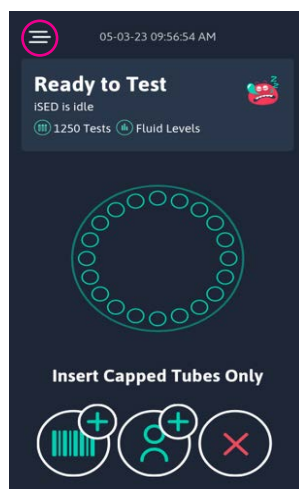 05-03-23 09:56:54 AM
Ready to Test
iSED is idle
1250 Tests Fluid Levels
Insert Capped Tubes Only